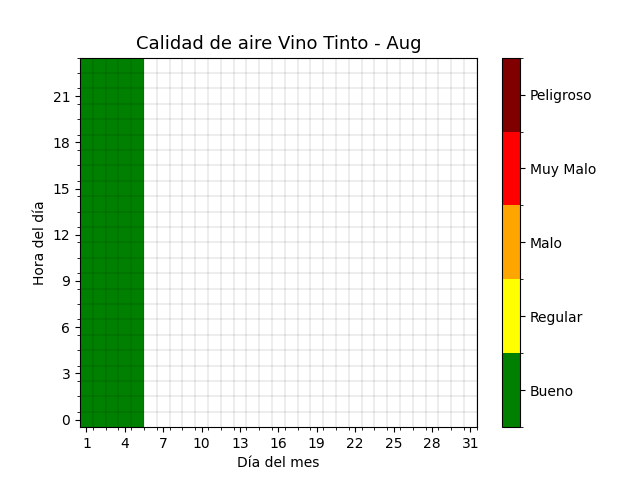 Calidad de aire Vino Tinto - Aug
Hora del día
21
18
15
12
9
6
3
0
1 4 7 10 13 16 19 22 25 28 31
Día del mes
Peligroso
Muy Malo
Malo
Regular
Bueno